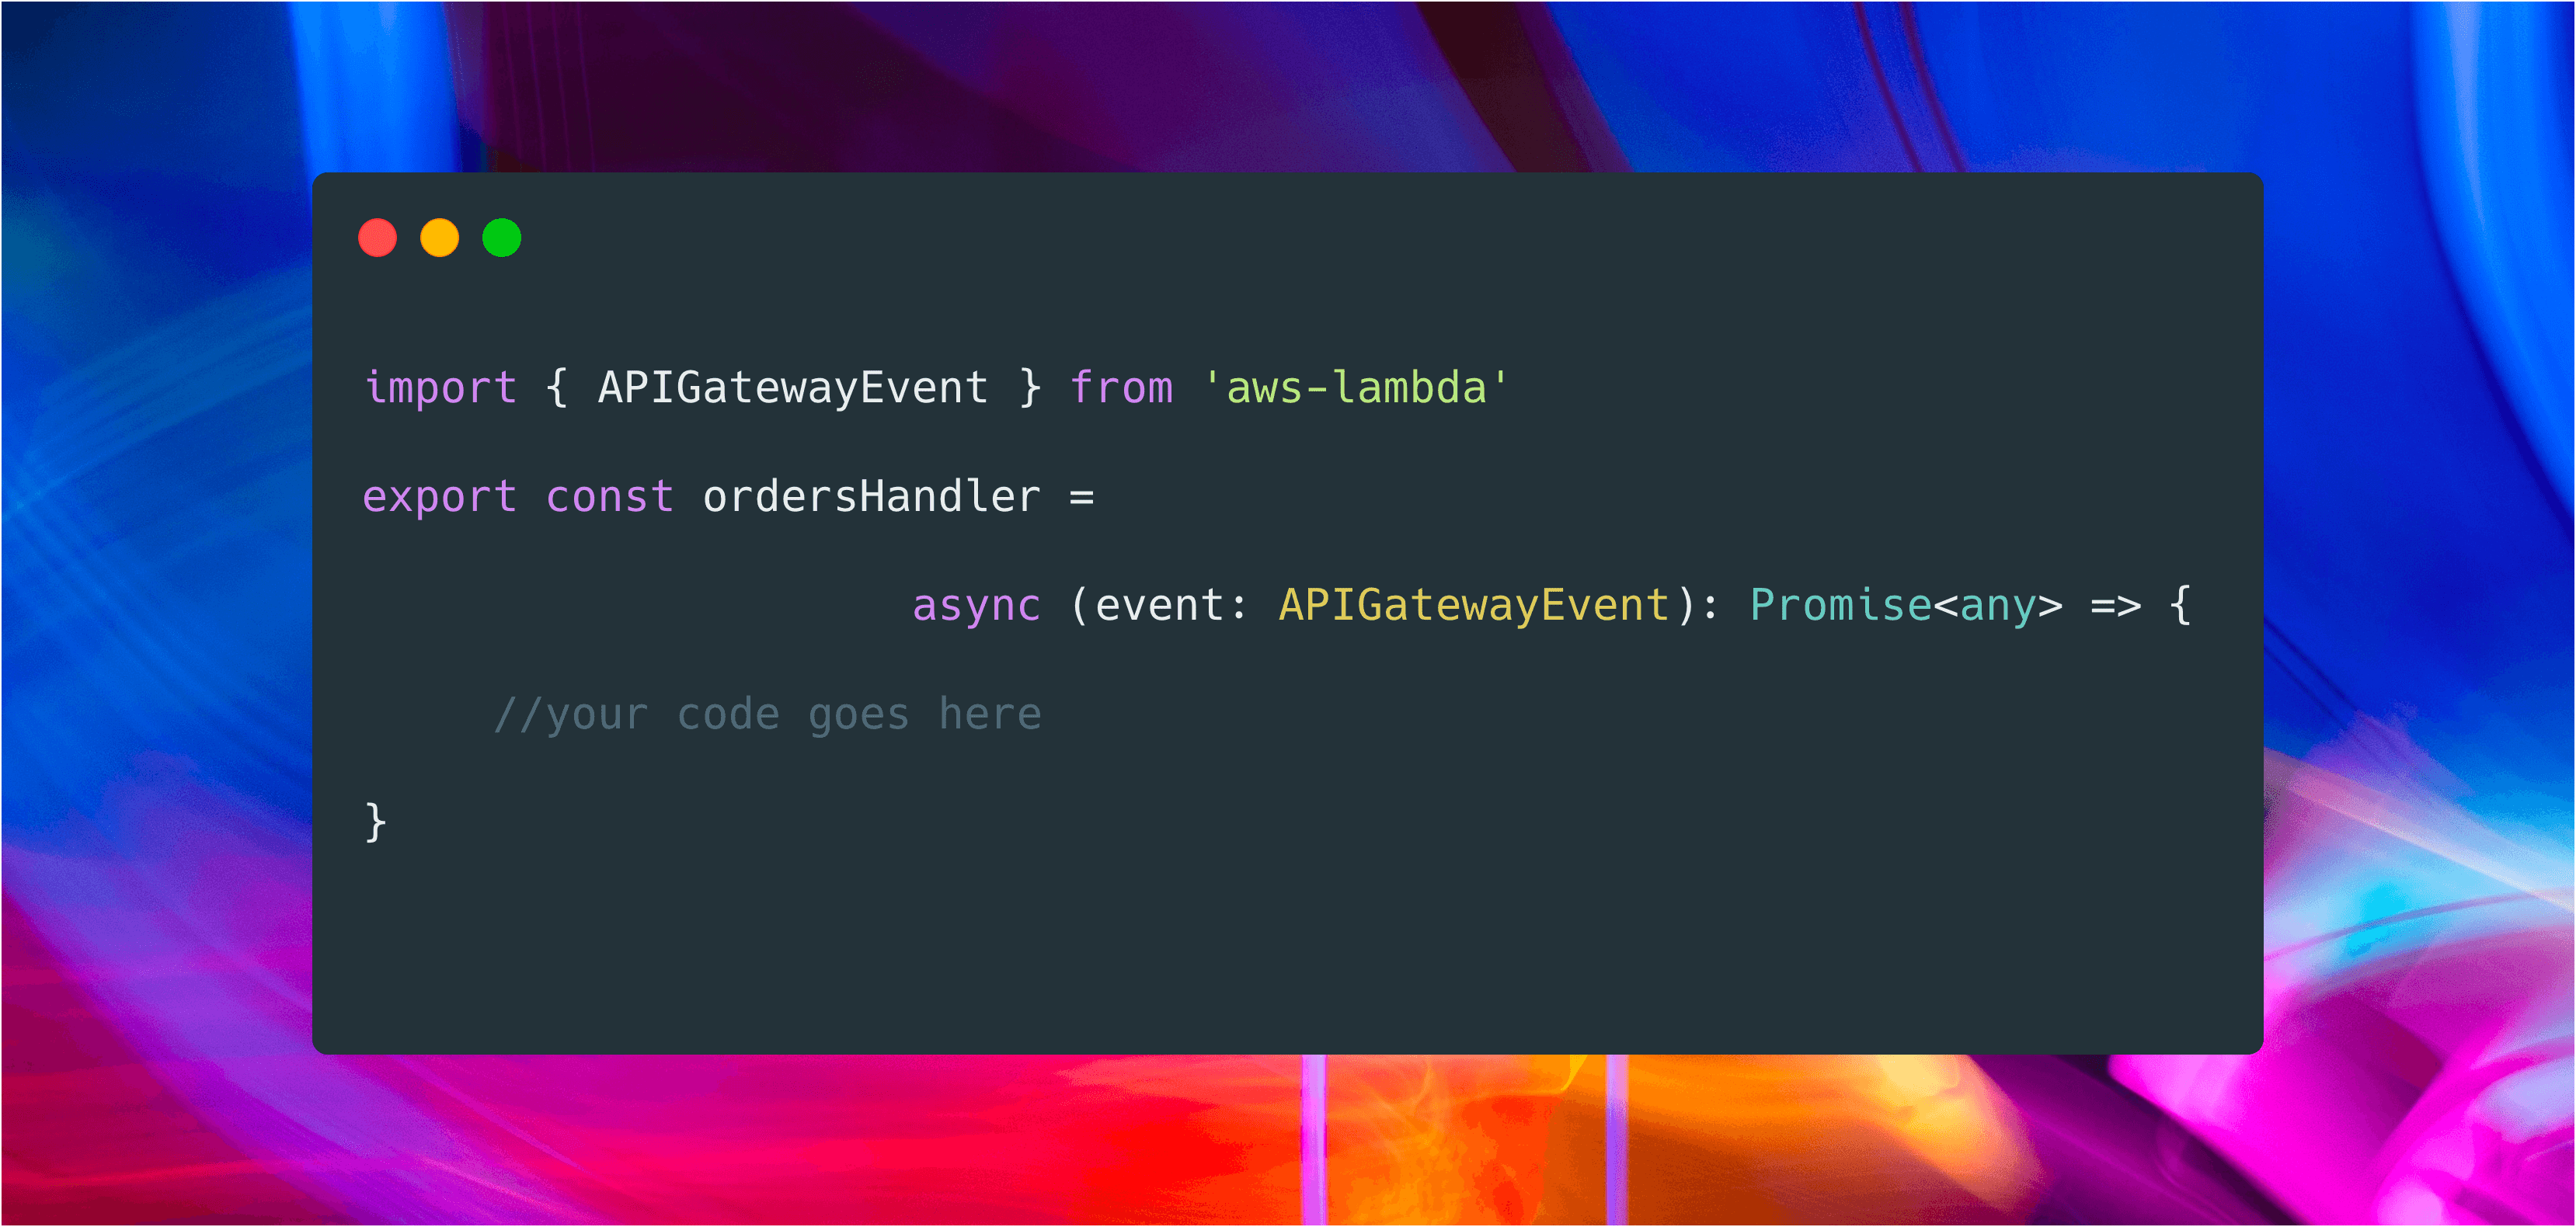 import { APIGatewayEvent } from 'aws-lambda'
export const ordersHandler =
async (event: APIGatewayEvent): Promise<any> => {
//your code goes here
}